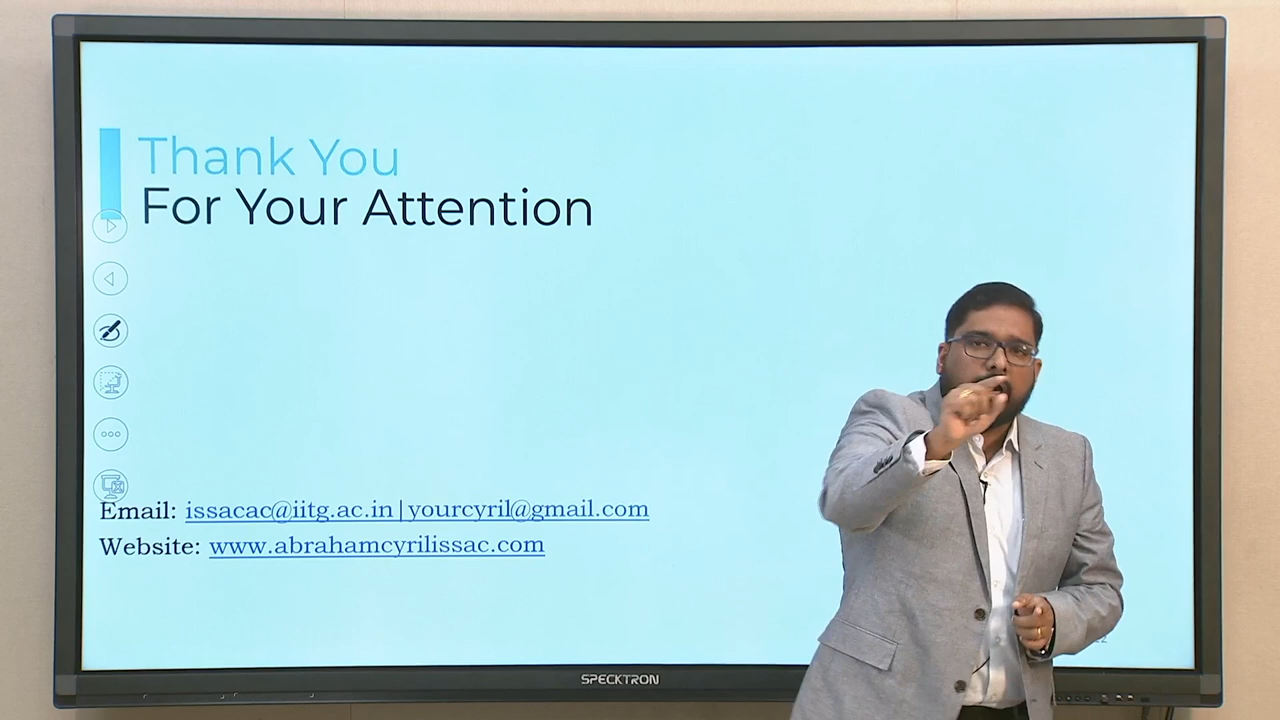 Thank You
For Your Attention
Email: issacac@iitg.ac.in|yourcyril@gmail.com
Website: www.abrahamcyrilissac.com
SPECKTRON